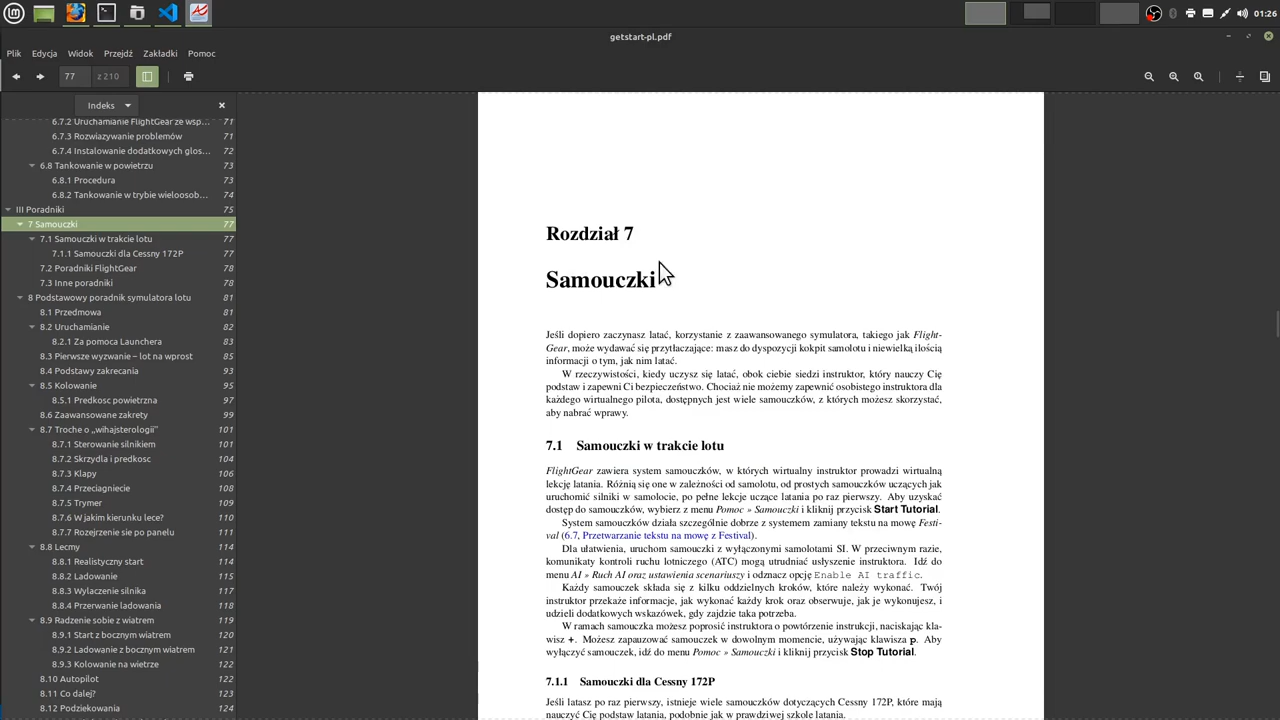 01:26
getstart-pl.pdf
Plik Edycja Widok Przejdź Zakładki Pomoc
77 z 210
Indeks
6.7.2 Uruchamianie FlightGear ze wsp... 71
6.7.3 Rozwiazywanie problemów 71
6.7.4 Instalowanie dodatkowych glos... 72
6.8 Tankowanie w powietrzu 73
6.8.1 Procedura 73
6.8.2 Tankowanie w trybie wieloosob... 74
III Poradniki 75
7 Samouczki 77
7.1 Samouczki w trakcie lotu 77
7.1.1 Samouczki dla Cessny 172P 77
7.2 Poradniki FlightGear 78
7.3 Inne poradniki 78
8 Podstawowy poradnik symulatora lotu 81
8.1 Przedmowa 81
8.2 Uruchamianie 82
8.2.1 Za pomoca Launchera 83
8.3 Pierwsze wyzwanie – lot na wprost 85
8.4 Podstawy zakrecania 88
8.5 Kolowanie 95
8.5.1 Predkosc powietrzna 97
8.6 Zaawansowane zakrety 99
8.7 Troche o „wihajsterologii" 101
8.7.1 Sterowanie silnikiem 101
8.7.2 Skrzydla i predkosc 104
8.7.3 Klapy 106
8.7.4 Przeciagniecie 108
8.7.5 Trymer 109
8.7.6 W jakim kierunku lece? 110
8.7.7 Rozejrzenie się po panelu 111
8.8 Lecmy 114
8.8.1 Realistyczny start 114
8.8.2 Ladowanie 115
8.8.3 Wylaczenie silnika 117
8.8.4 Przerwanie ladowania 118
8.9 Radzenie sobie z wiatrem 119
8.9.1 Start z bocznym wiatrem 120
8.9.2 Ladowanie z bocznym wiatrem 121
8.9.3 Kolowanie na wietrze 122
8.10 Autopilot 122
8.11 Co dalej? 123
8.12 Podziekowania 124
Rozdział 7
Samouczki
Jeśli dopiero zaczynasz latać, korzystanie z zaawansowanego symulatora, takiego jak Flight-
Gear, może wydawać się przytłaczające: masz do dyspozycji kokpit samolotu i niewielką ilością
informacji o tym, jak nim latać.
W rzeczywistości, kiedy uczysz się latać, obok ciebie siedzi instruktor, który nauczy Cię
podstaw i zapewni Ci bezpieczeństwo. Chociaż nie możemy zapewnić osobistego instruktora dla
każdego wirtualnego pilota, dostępnych jest wiele samouczków, z których możesz skorzystać,
aby nabrać wprawy.
7.1 Samouczki w trakcie lotu
FlightGear zawiera system samouczków, w których wirtualny instruktor prowadzi wirtualną
lekcję latania. Różnią się one w zależności od samolotu, od prostych samouczków uczących jak
uruchomić silniki w samolocie, po pełne lekcje uczące latania po raz pierwszy. Aby uzyskać
dostęp do samouczków, wybierz z menu Pomoc » Samouczki i kliknij przycisk Start Tutorial.
System samouczków działa szczególnie dobrze z systemem zamiany tekstu na mowę Festi-
val (6.7, Przetwarzanie tekstu na mowę z Festival).
Dla ułatwienia, uruchom samouczki z wyłączonymi samolotami SI. W przeciwnym razie,
komunikaty kontroli ruchu lotniczego (ATC) mogą utrudniać usłyszenie instruktora. Idź do
menu AI » Ruch AI oraz ustawienia scenariuszy i odznacz opcję Enable AI traffic.
Każdy samouczek składa się z kilku oddzielnych kroków, które należy wykonać. Twój
instruktor przekaże informacje, jak wykonać każdy krok oraz obserwuje, jak je wykonujesz, i
udzieli dodatkowych wskazówek, gdy zajdzie taka potrzeba.
W ramach samouczka możesz poprosić instruktora o powtórzenie instrukcji, naciskając kla-
wisz +. Możesz zapauzować samouczek w dowolnym momencie, używając klawisza p. Aby
wyłączyć samouczek, idź do menu Pomoc » Samouczki i kliknij przycisk Stop Tutorial.
7.1.1 Samouczki dla Cessny 172P
Jeśli latasz po raz pierwszy, istnieje wiele samouczków dotyczących Cessny 172P, które mają
nauczyć Cię podstaw latania, podobnie jak w prawdziwej szkole latania.